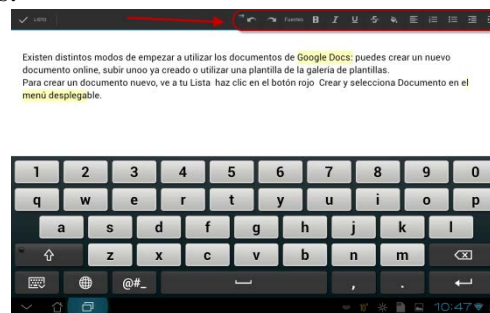 LISTO Fuentes B I U S
Existen distintos modos de empezar a utilizar los documentos de Google Docs: puedes crear un nuevo
documento online, subir unoo ya creado o utilizar una plantilla de la galería de plantillas.
Para crear un documento nuevo, ve a tu Lista haz clic en el botón rojo Crear y selecciona Documento en el
menú desplegable.
1 2 3 4 5 6 7 8 9 0
q w e r t y u i o p
a s d f g h j k l
z x c v b n m
@#_ , .
10:47